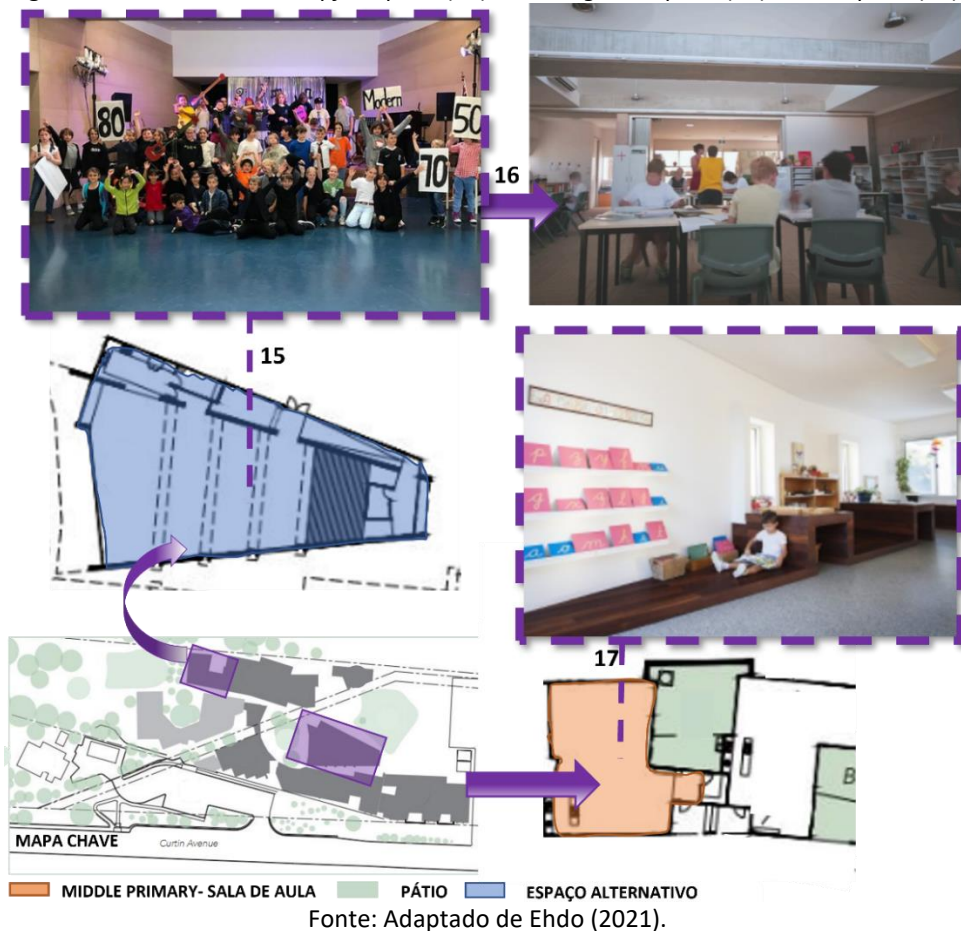 80
Modern
50
70
16
15
17
B
MAPA CHAVE
Curtin Avenue
MIDDLE PRIMARY- SALA DE AULA
PÁTIO
ESPAÇO ALTERNATIVO
Fonte: Adaptado de Ehdo (2021).